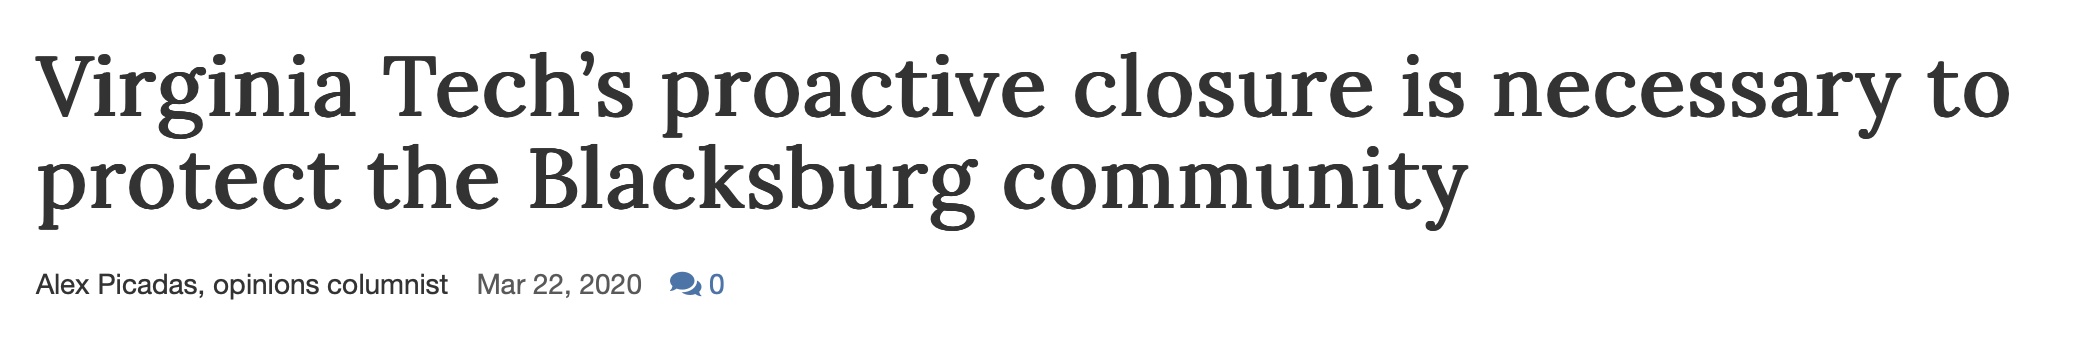 Virginia Tech’s proactive closure is necessary to
protect the Blacksburg community
Alex Picadas, opinions columnist Mar 22, 2020 0